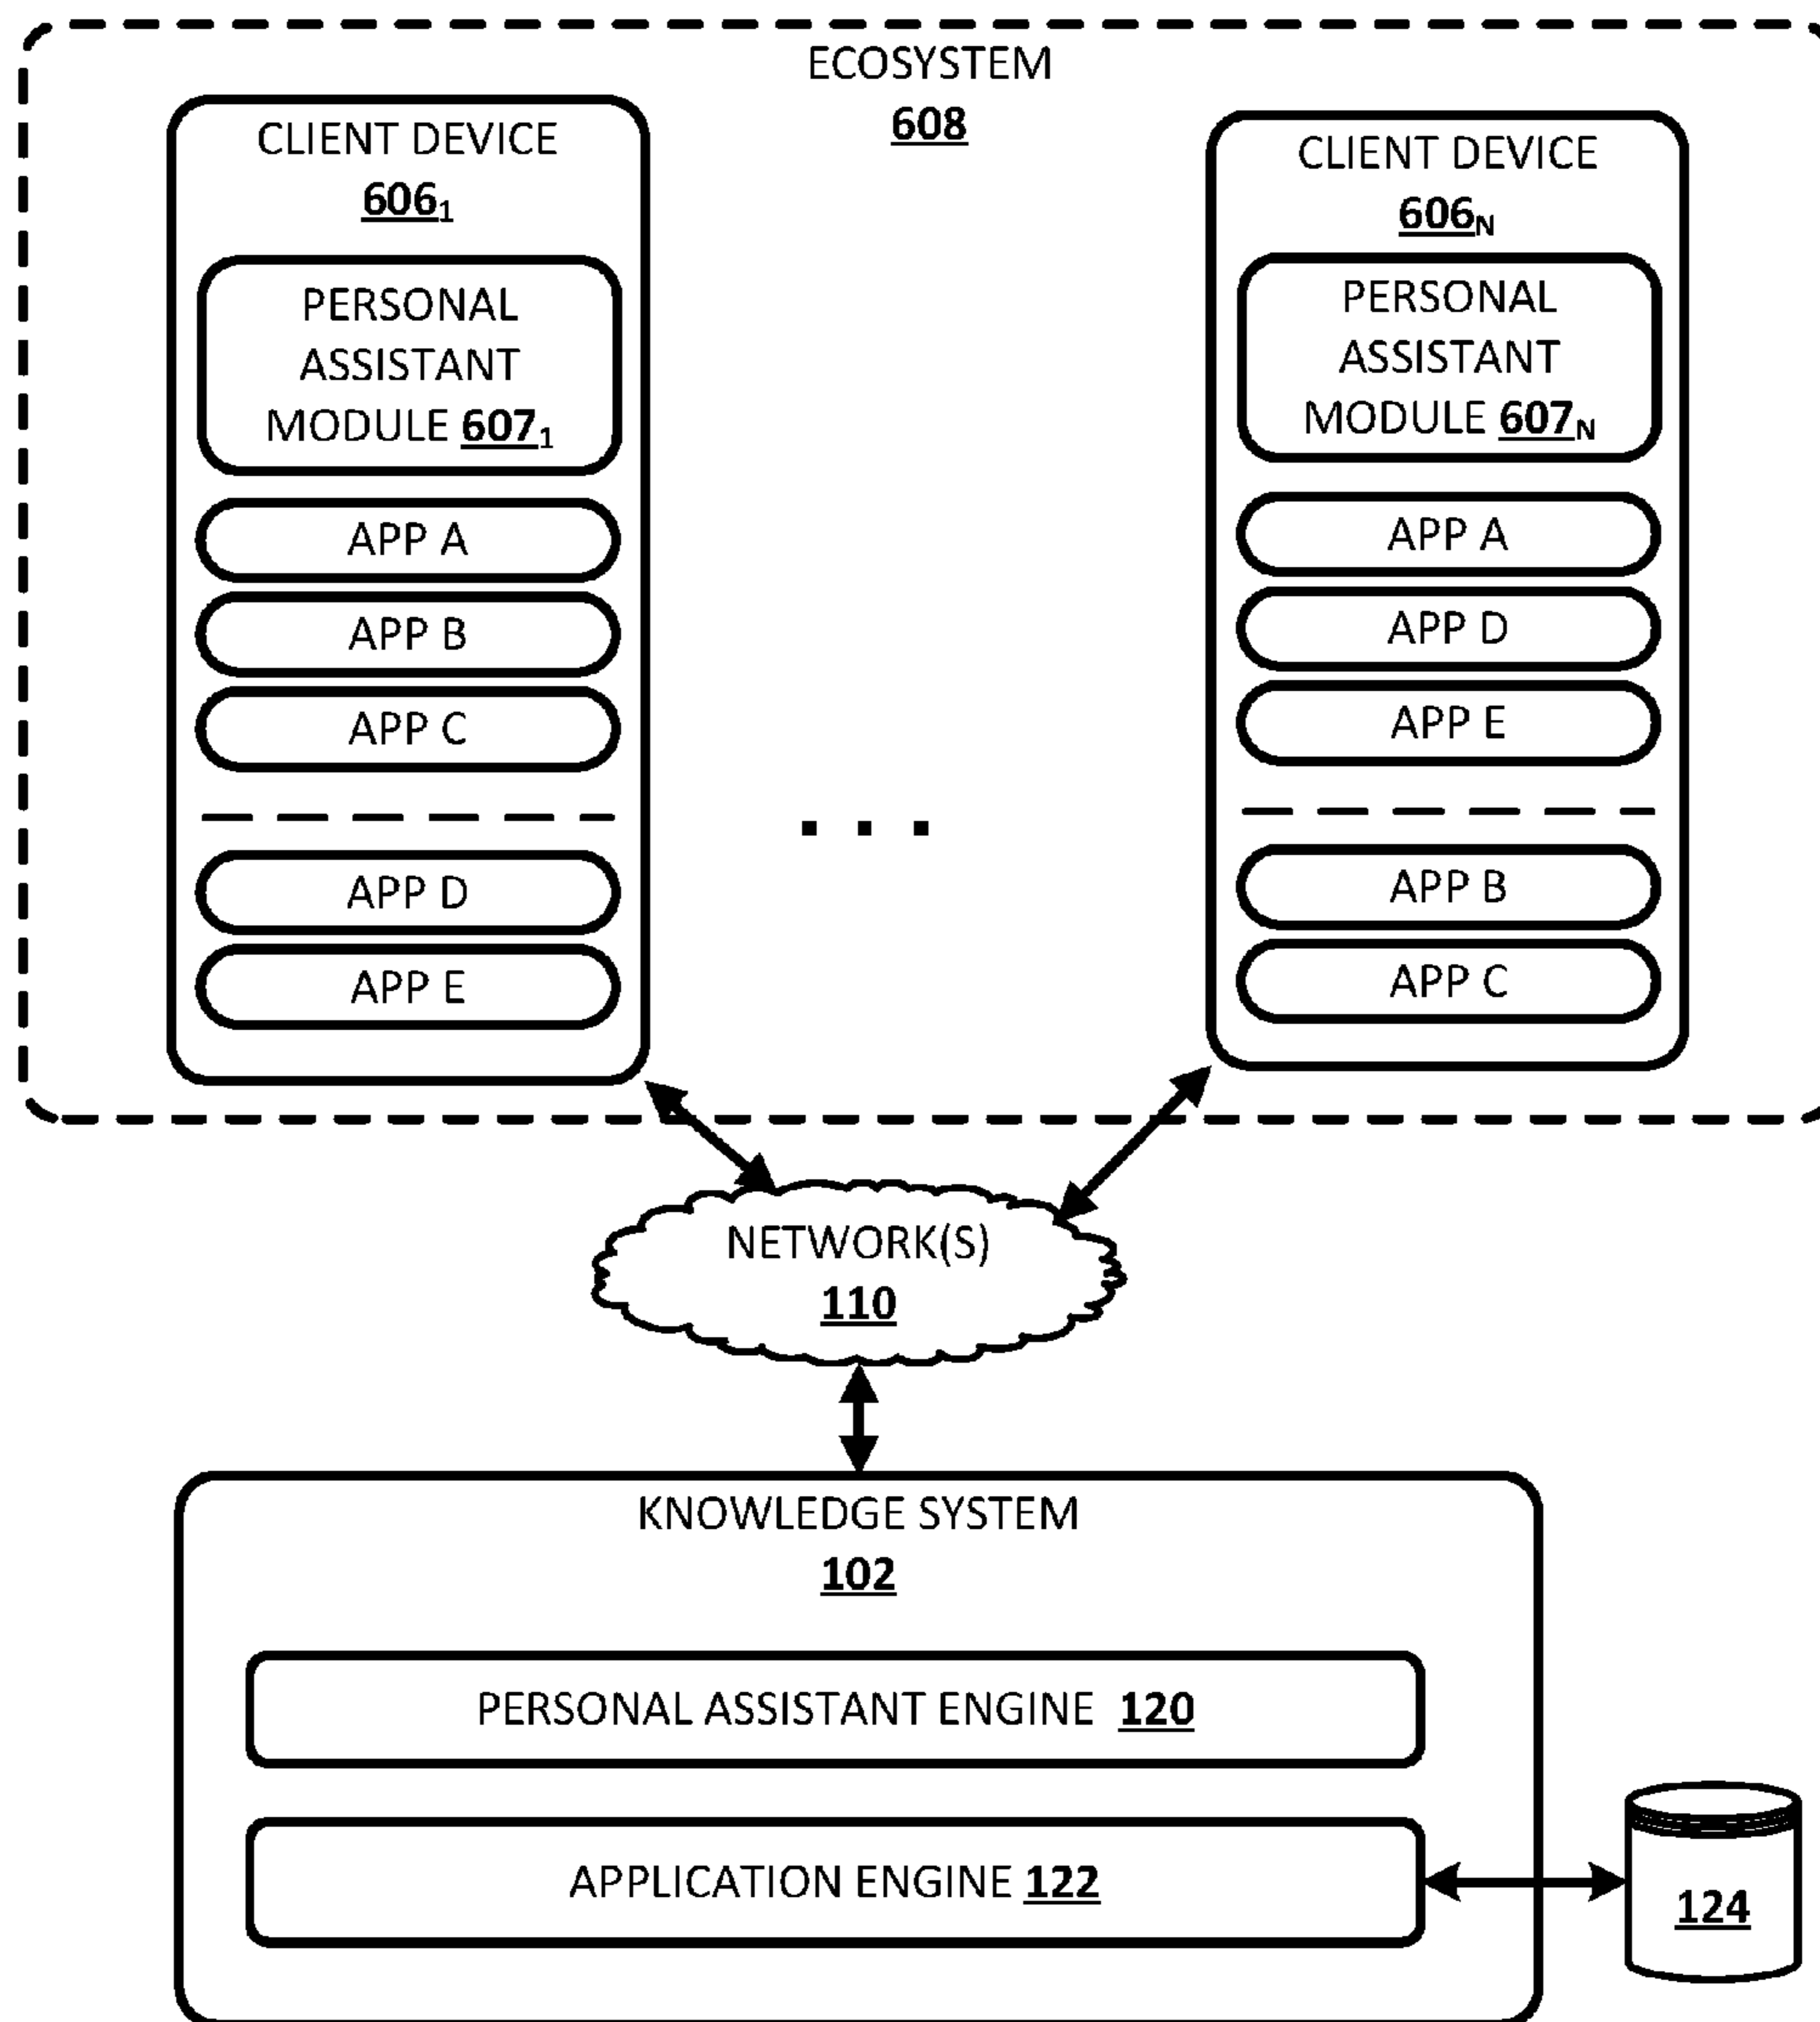 ECOSYSTEM
608
CLIENT DEVICE
606₁
PERSONAL
ASSISTANT
MODULE 607₁
APP A
APP B
APP C
APP D
APP E
. . .
CLIENT DEVICE
606N
PERSONAL
ASSISTANT
MODULE 607N
APP A
APP D
APP E
APP B
APP C
NETWORK(S)
110
KNOWLEDGE SYSTEM
102
PERSONAL ASSISTANT ENGINE 120
APPLICATION ENGINE 122
124